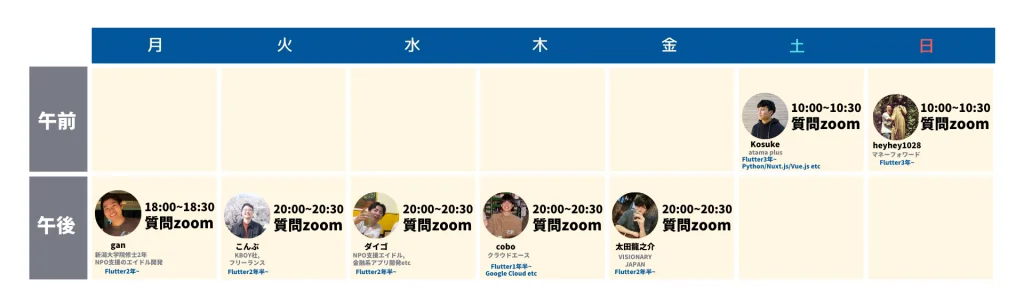 月 火 水 木 金 土 日
午前
10:00~10:30
質問zoom
Kosuke
atama plus
Flutter3年~
Python/Nuxt.js/Vue.js etc
10:00~10:30
質問zoom
heyhey1028
マネーフォワード
Flutter3年~
午後
18:00~18:30
質問zoom
gan
新潟大学院修士2年
NPO支援のエイドル開発
Flutter2年~
20:00~20:30
質問zoom
こんぶ
KBOY社,
フリーランス
Flutter2年半~
20:00~20:30
質問zoom
ダイゴ
NPO支援エイドル,
金融系アプリ開発etc
Flutter2年半~
20:00~20:30
質問zoom
cobo
クラウドエース
Flutter1年半~
Google Cloud etc
20:00~20:30
質問zoom
太田龍之介
VISIONARY
JAPAN
Flutter2年半~